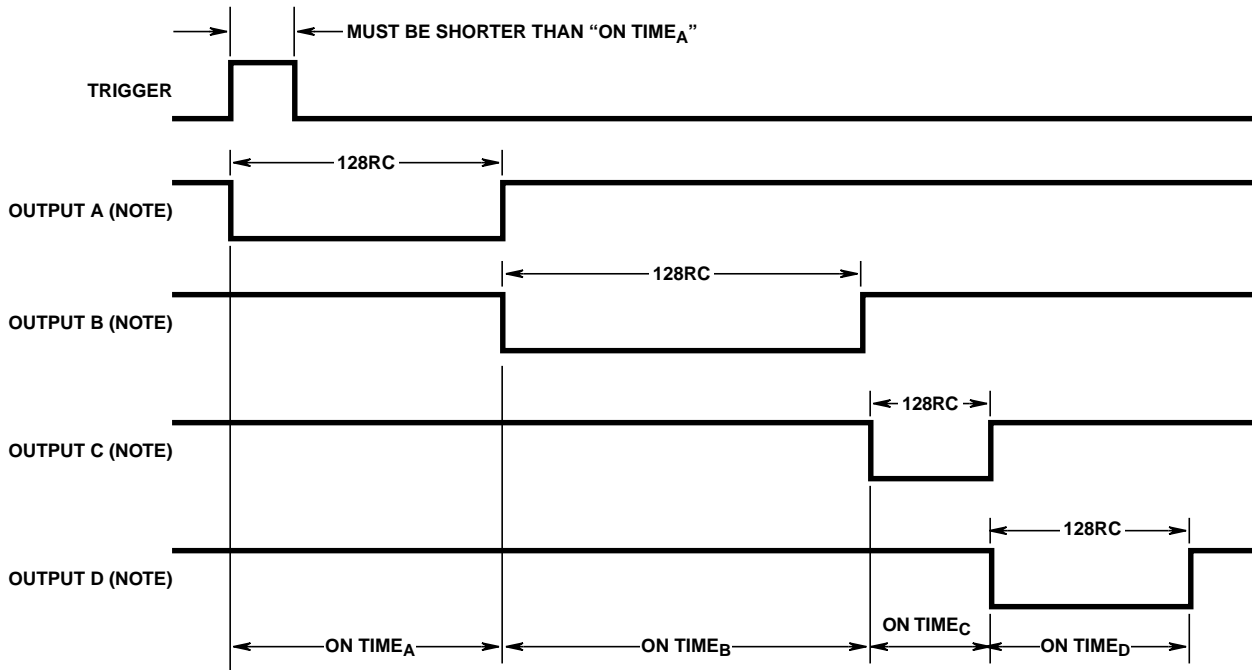 MUST BE SHORTER THAN “ON TIMEA”
TRIGGER
128RC
OUTPUT A (NOTE)
128RC
OUTPUT B (NOTE)
128RC
OUTPUT C (NOTE)
128RC
OUTPUT D (NOTE)
ON TIMEA
ON TIMEB
ON TIMEC
ON TIMED